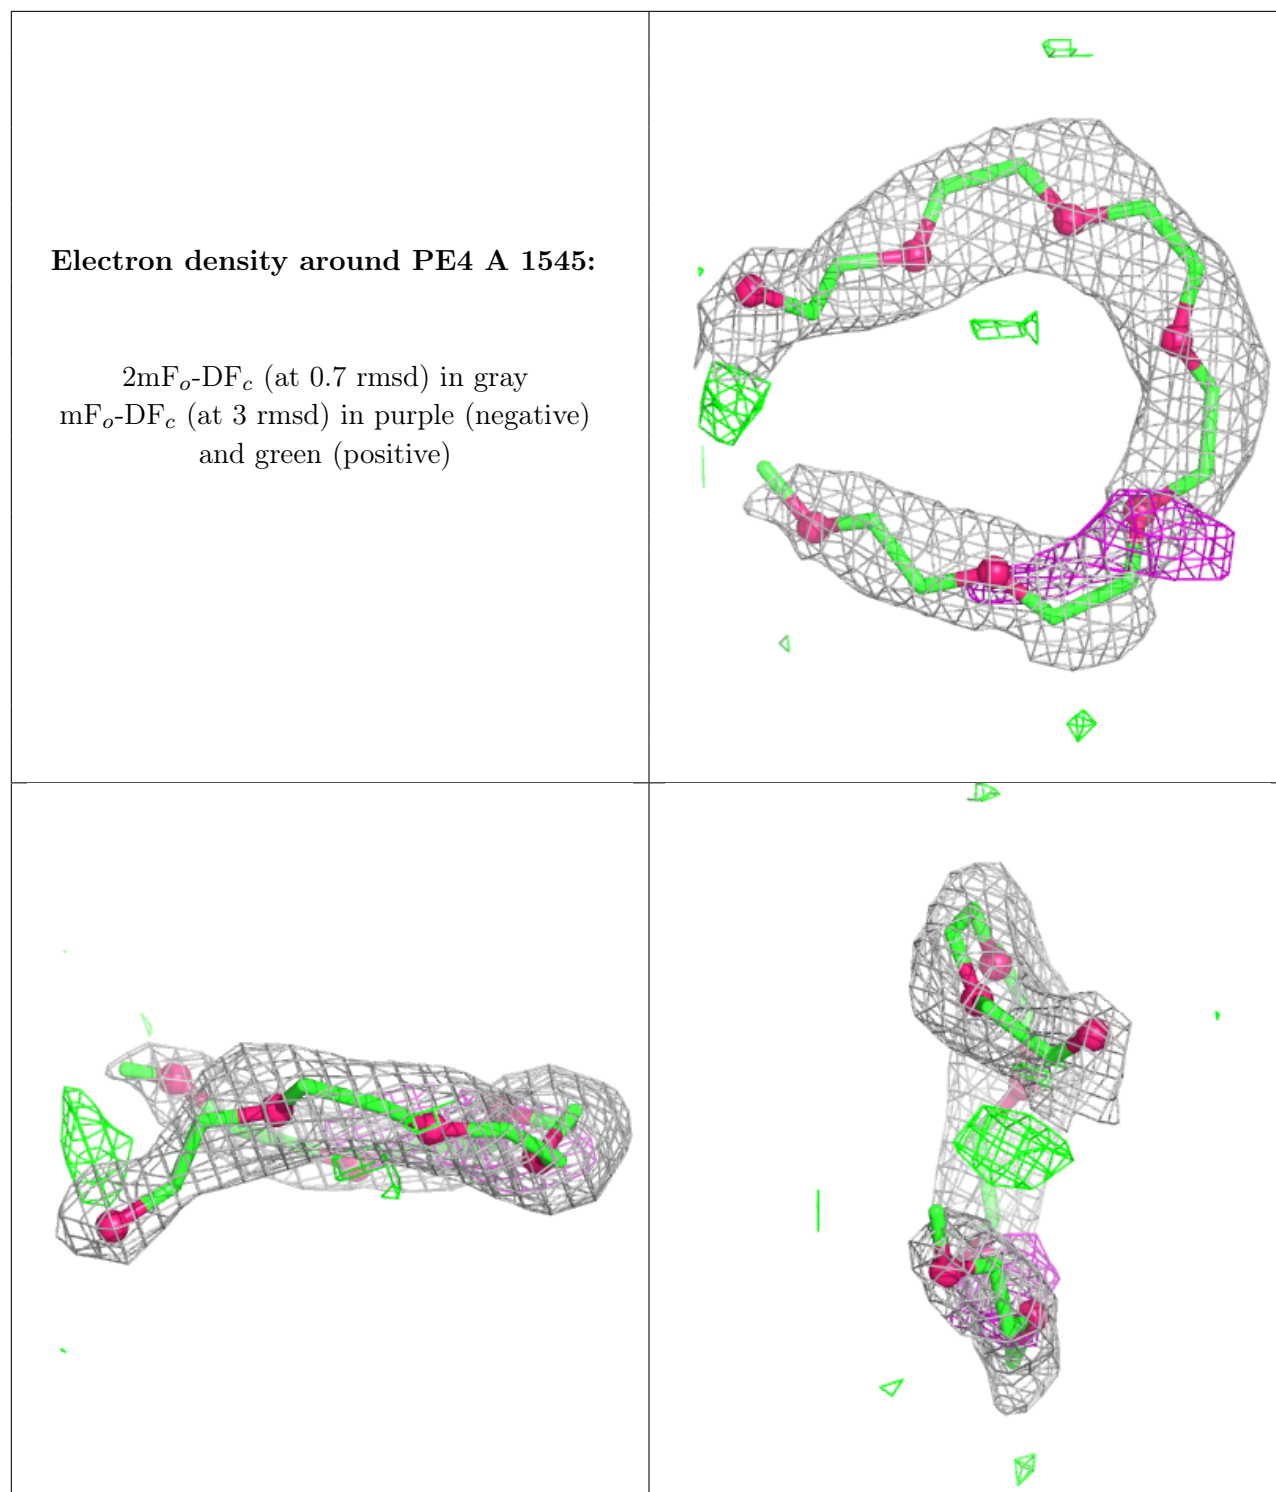 Electron density around PE4 A 1545:
2mFo-DFc (at 0.7 rmsd) in gray
mFo-DFc (at 3 rmsd) in purple (negative)
and green (positive)